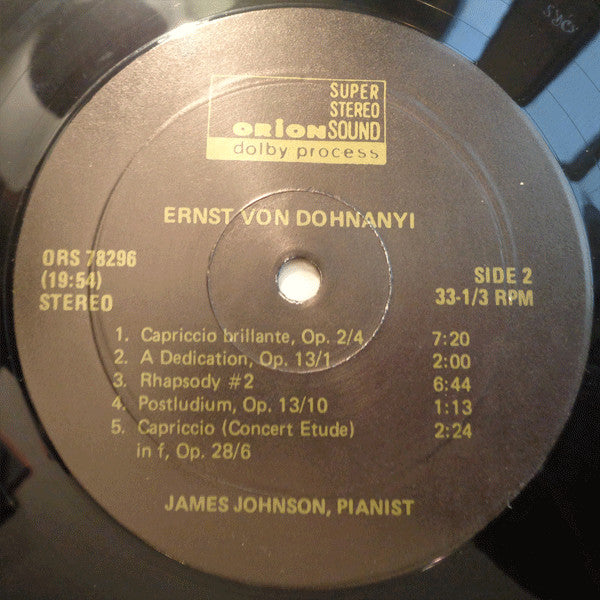 SUPER
STEREO
ORION SOUND
dolby process
ERNST VON DOHNANYI
ORS 78296
(19:54)
STEREO
SIDE 2
33-1/3 RPM
1. Capriccio brillante, Op. 2/4 7:20
2. A Dedication, Op. 13/1 2:00
3. Rhapsody #2 6:44
4. Postludium, Op. 13/10 1:13
5. Capriccio (Concert Etude) 2:24
in f, Op. 28/6
JAMES JOHNSON, PIANIST